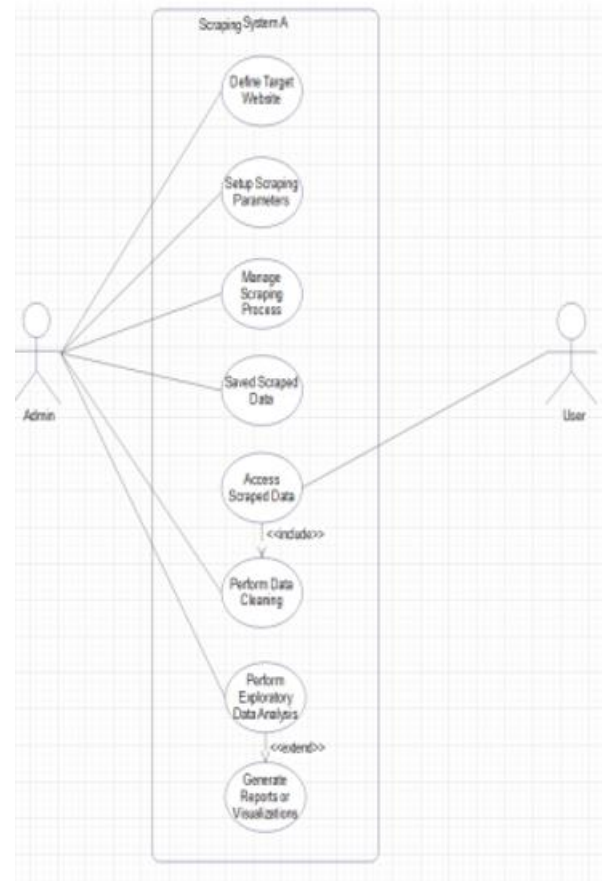 Scraping System A
Define Target
Website
Setup Scraping
Parameters
Manage
Scraping
Process
Saved Scraped
Data
Admin
User
Access
Scraped Data
<<include>>
Perform Data
Cleaning
Perform
Exploratory
Data Analysis
<<extend>>
Generate
Reports or
Visualizations